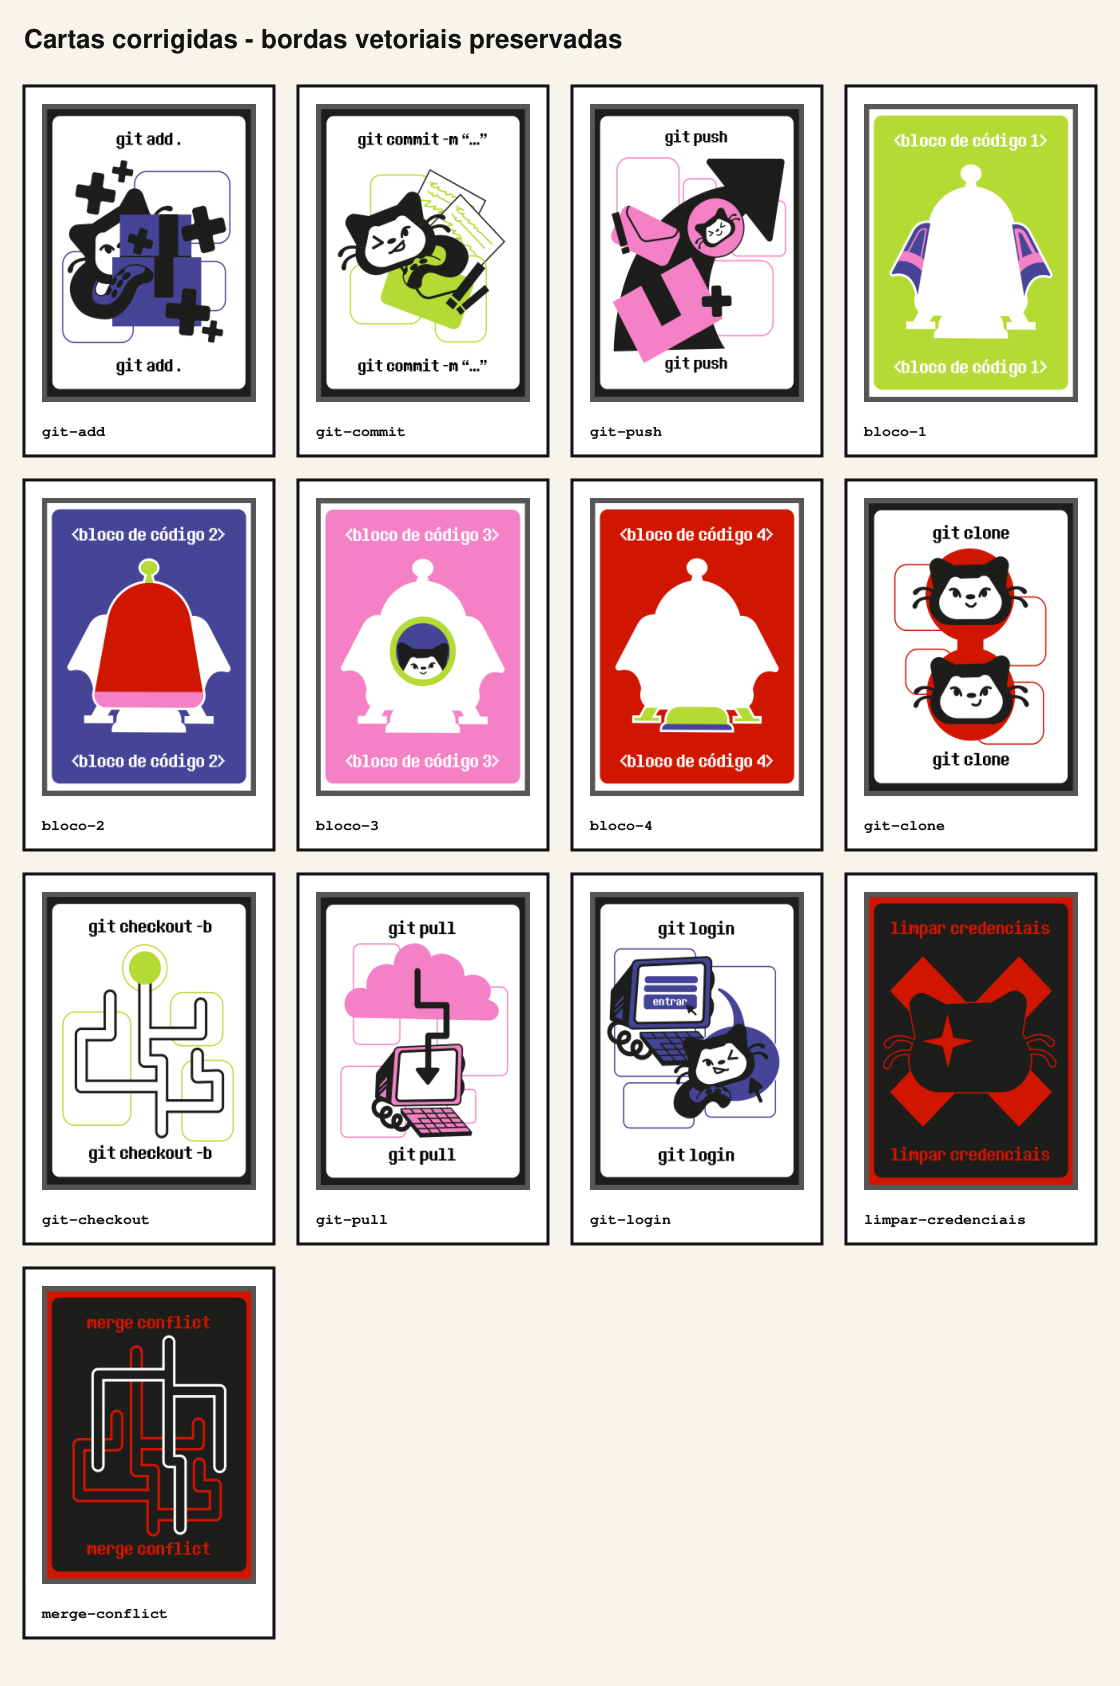 Cartas corrigidas - bordas vetoriais preservadas
git add .
git add .
git-add
git commit -m “...”
git commit -m “...”
git-commit
git push
git push
git-push
<bloco de código 1>
<bloco de código 1>
bloco-1
<bloco de código 2>
<bloco de código 2>
bloco-2
<bloco de código 3>
<bloco de código 3>
bloco-3
<bloco de código 4>
<bloco de código 4>
bloco-4
git clone
git clone
git-clone
git checkout -b
git checkout -b
git-checkout
git pull
git pull
git-pull
git login
entrar
git login
git-login
limpar credenciais
limpar credenciais
limpar-credenciais
merge conflict
merge conflict
merge-conflict